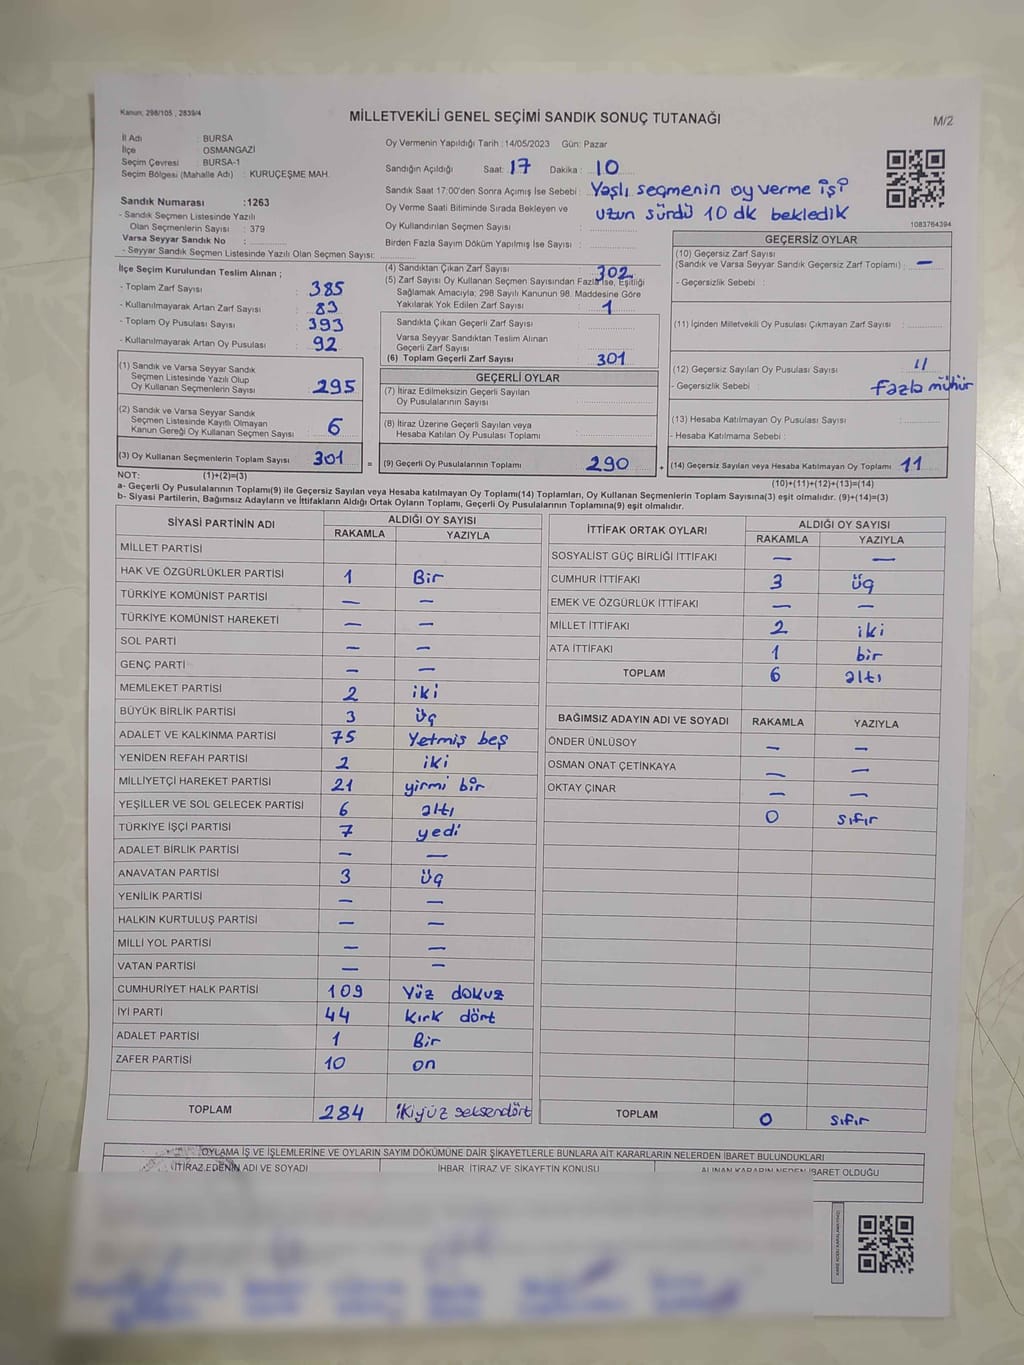 Kanun; 298/105 , 2839/4
MİLLETVEKİLİ GENEL SEÇİMİ SANDIK SONUÇ TUTANAĞI
M/2
İl Adı : BURSA
İlçe : OSMANGAZİ
Seçim Çevresi : BURSA-1
Seçim Bölgesi (Mahalle Adı) : KURUÇEŞME MAH.
Oy Vermenin Yapıldığı Tarih : 14/05/2023 Gün: Pazar
Sandığın Açıldığı Saat: 17 Dakika : 10
Sandık Saat 17:00'den Sonra Açımış İse Sebebi : Yaşlı seçmenin oy verme işi
Oy Verme Saati Bitiminde Sırada Bekleyen ve uzun sürdü 10 dk bekledik
Oy Kullandırılan Seçmen Sayısı :
Birden Fazla Sayım Döküm Yapılmış İse Sayısı :
1083764394
Sandık Numarası :1263
- Sandık Seçmen Listesinde Yazılı
Olan Seçmenlerin Sayısı : 379
Varsa Seyyar Sandık No :
- Seyyar Sandık Seçmen Listesinde Yazılı Olan Seçmen Sayısı:
İlçe Seçim Kurulundan Teslim Alınan ;
- Toplam Zarf Sayısı : 385
- Kullanılmayarak Artan Zarf Sayısı : 83
- Toplam Oy Pusulası Sayısı : 393
- Kullanılmayarak Artan Oy Pusulası : 92
(1) Sandık ve Varsa Seyyar Sandık
Seçmen Listesinde Yazılı Olup
Oy Kullanan Seçmenlerin Sayısı : 295
(2) Sandık ve Varsa Seyyar Sandık
Seçmen Listesinde Kayıtlı Olmayan
Kanun Gereği Oy Kullanan Seçmen Sayısı : 6
(3) Oy Kullanan Seçmenlerin Toplam Sayısı : 301
(4) Sandıktan Çıkan Zarf Sayısı : 302
(5) Zarf Sayısı Oy Kullanan Seçmen Sayısından Fazla İse, Eşitliği
Sağlamak Amacıyla; 298 Sayılı Kanunun 98. Maddesine Göre
Yakılarak Yok Edilen Zarf Sayısı : 1
Sandıkta Çıkan Geçerli Zarf Sayısı :
Varsa Seyyar Sandıktan Teslim Alınan
Geçerli Zarf Sayısı :
(6) Toplam Geçerli Zarf Sayısı : 301
GEÇERLİ OYLAR
(7) İtiraz Edilmeksizin Geçerli Sayılan
Oy Pusulalarının Sayısı :
(8) İtiraz Üzerine Geçerli Sayılan veya
Hesaba Katılan Oy Pusulası Toplamı :
= (9) Geçerli Oy Pusulalarının Toplamı : 290
GEÇERSİZ OYLAR
(10) Geçersiz Zarf Sayısı
(Sandık ve Varsa Seyyar Sandık Geçersiz Zarf Toplamı) : —
- Geçersizlik Sebebi :
(11) İçinden Milletvekili Oy Pusulası Çıkmayan Zarf Sayısı :
(12) Geçersiz Sayılan Oy Pusulası Sayısı : 11
- Geçersizlik Sebebi : fazla mühür
(13) Hesaba Katılmayan Oy Pusulası Sayısı :
- Hesaba Katılmama Sebebi :
+ (14) Geçersiz Sayılan veya Hesaba Katılmayan Oy Toplamı : 11
NOT: (1)+(2)=(3) (10)+(11)+(12)+(13)=(14)
a- Geçerli Oy Pusulaları Toplamı(9) ile Geçersiz Sayılan veya Hesaba katılmayan Oy Toplamı(14) Toplamları, Oy Kullanan Seçmenlerin Toplam Sayısına(3) eşit olmalıdır. (9)+(14)=(3)
b- Siyasi Partilerin, Bağımsız Adayların ve İttifakların Aldığı Ortak Oyların Toplamı, Geçerli Oy Pusulalarının Toplamına(9) eşit olmalıdır.
SİYASİ PARTİNİN ADI ALDIĞI OY SAYISI
RAKAMLA YAZIYLA
MİLLET PARTİSİ
HAK VE ÖZGÜRLÜKLER PARTİSİ 1 Bir
TÜRKİYE KOMÜNİST PARTİSİ — —
TÜRKİYE KOMÜNİST HAREKETİ — —
SOL PARTİ — —
GENÇ PARTİ — —
MEMLEKET PARTİSİ 2 iki
BÜYÜK BİRLİK PARTİSİ 3 üç
ADALET VE KALKINMA PARTİSİ 75 Yetmiş beş
YENİDEN REFAH PARTİSİ 2 iki
MİLLİYETÇİ HAREKET PARTİSİ 21 yirmi bir
YEŞİLLER VE SOL GELECEK PARTİSİ 6 altı
TÜRKİYE İŞÇİ PARTİSİ 7 yedi
ADALET BİRLİK PARTİSİ — —
ANAVATAN PARTİSİ 3 üç
YENİLİK PARTİSİ — —
HALKIN KURTULUŞ PARTİSİ — —
MİLLİ YOL PARTİSİ — —
VATAN PARTİSİ — —
CUMHURİYET HALK PARTİSİ 109 Yüz dokuz
İYİ PARTİ 44 kırk dört
ADALET PARTİSİ 1 Bir
ZAFER PARTİSİ 10 on
TOPLAM 284 ikiyüz seksendört
İTTİFAK ORTAK OYLARI ALDIĞI OY SAYISI
RAKAMLA YAZIYLA
SOSYALİST GÜÇ BİRLİĞİ İTTİFAKI — —
CUMHUR İTTİFAKI 3 üç
EMEK VE ÖZGÜRLÜK İTTİFAKI — —
MİLLET İTTİFAKI 2 iki
ATA İTTİFAKI 1 bir
TOPLAM 6 altı
BAĞIMSIZ ADAYIN ADI VE SOYADI RAKAMLA YAZIYLA
ÖNDER ÜNLÜSOY — —
OSMAN ONAT ÇETİNKAYA — —
OKTAY ÇINAR — —
0 sıfır
TOPLAM 0 sıfır
OYLAMA İŞ VE İŞLEMLERİNE VE OYLARIN SAYIM DÖKÜMÜNE DAİR ŞİKAYETLERLE BUNLARA AİT KARARLARIN NELERDEN İBARET BULUNDUKLARI
İTİRAZ EDENİN ADI VE SOYADI İHBAR, İTİRAZ VE ŞİKAYETİN KONUSU ALINAN KARARIN NEDEN İBARET OLDUĞU